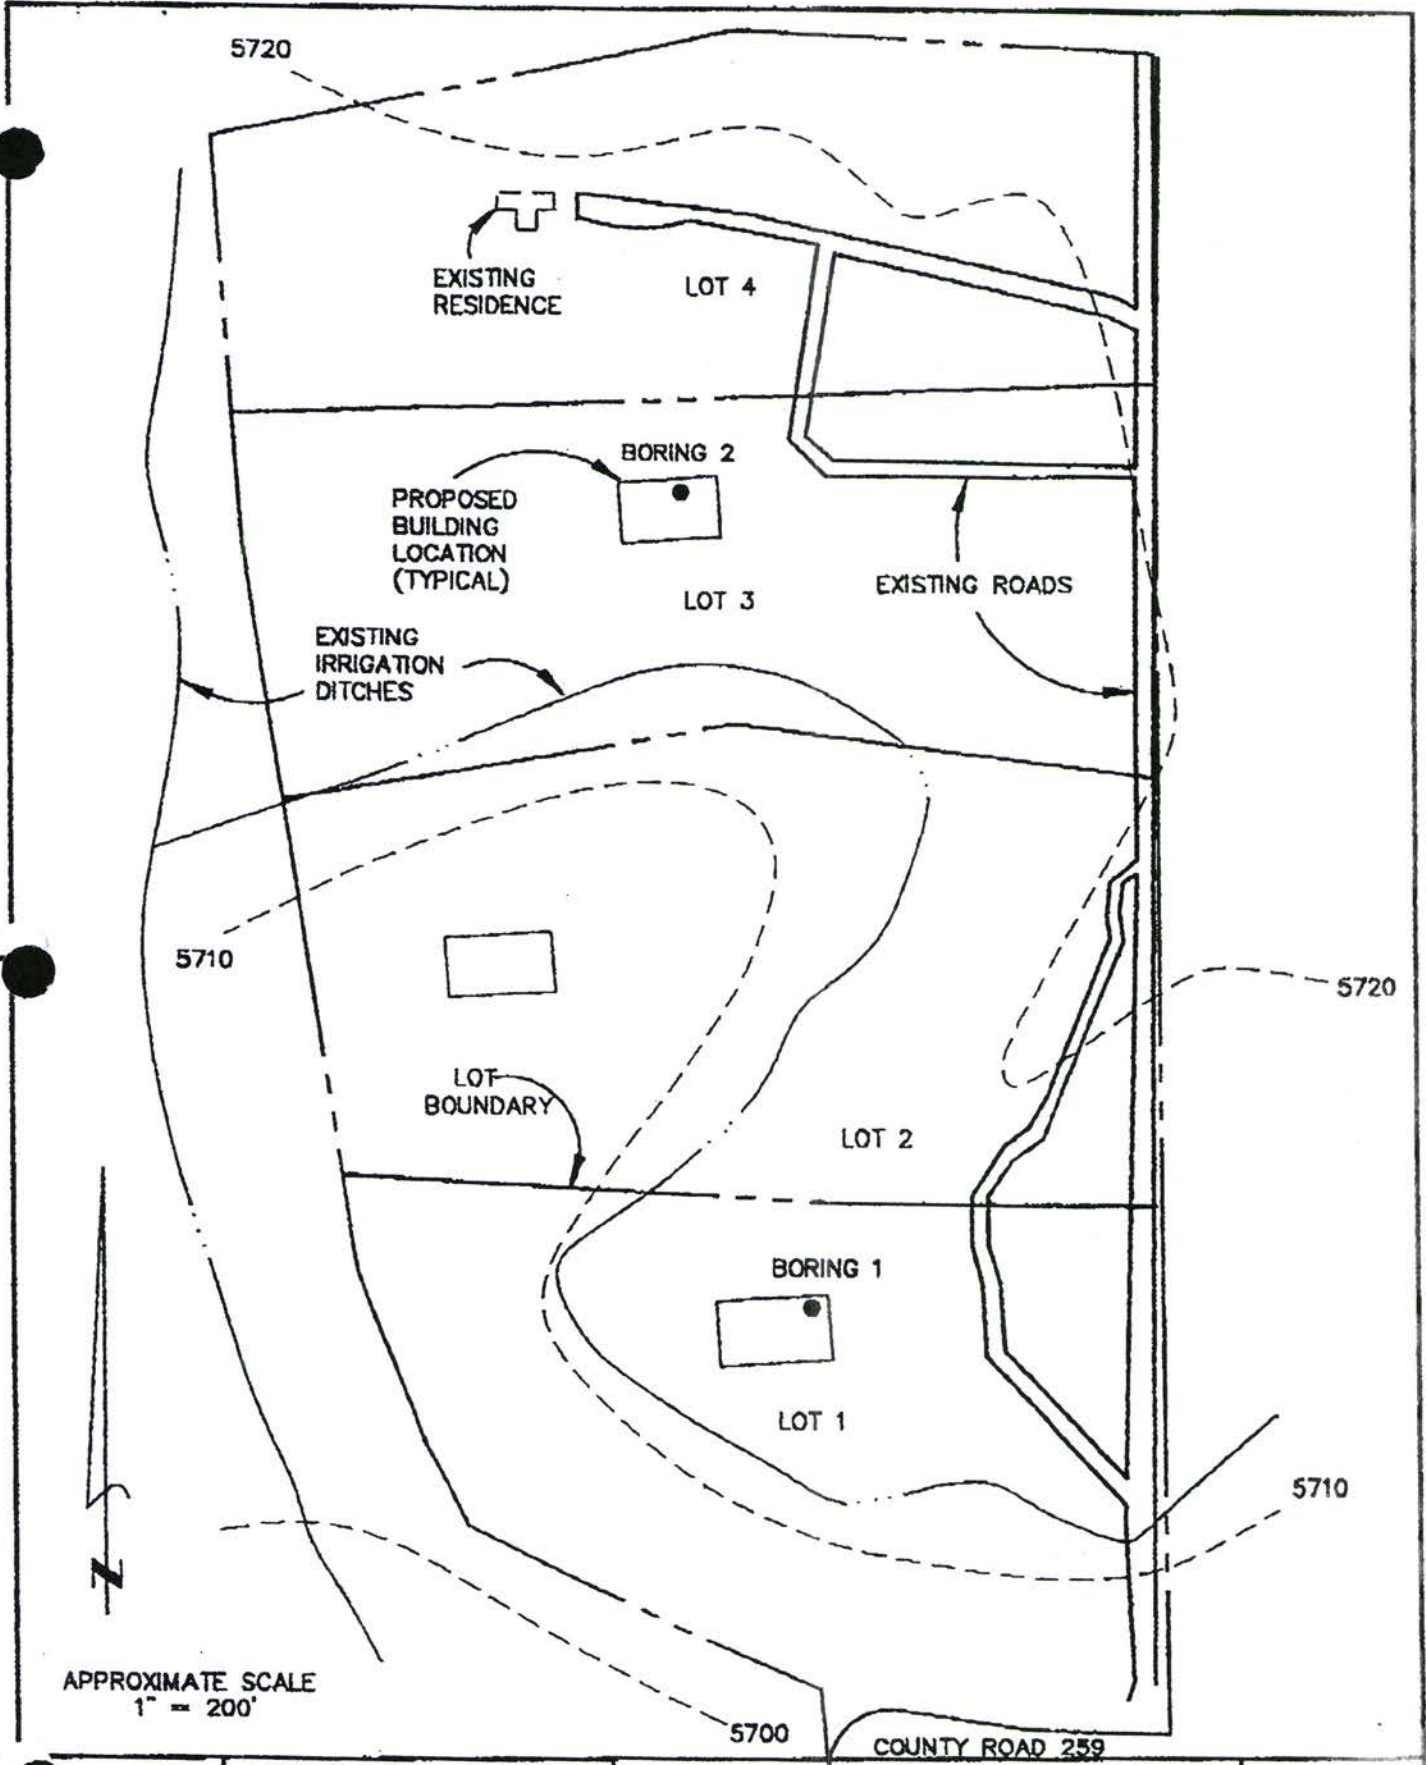 5720
EXISTING
RESIDENCE
LOT 4
BORING 2
PROPOSED
BUILDING
LOCATION
(TYPICAL)
EXISTING ROADS
LOT 3
EXISTING
IRRIGATION
DITCHES
5710
5720
LOT
BOUNDARY
LOT 2
BORING 1
LOT 1
5710
N
APPROXIMATE SCALE
1" = 200'
5700
COUNTY ROAD 259